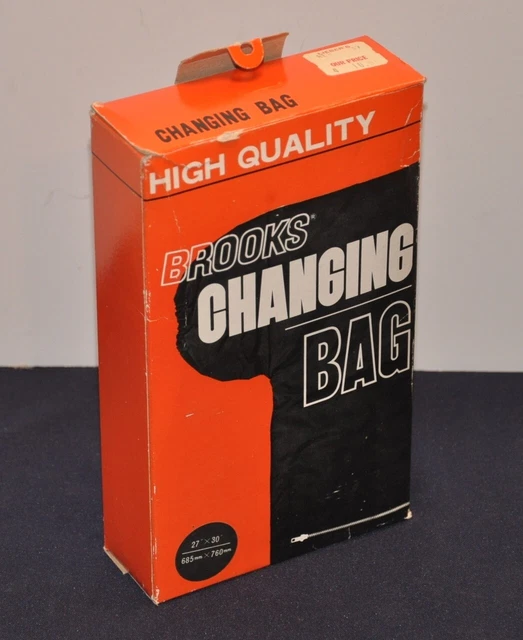 CHANGING BAG
OUR PRICE
HIGH QUALITY
BROOKS®
CHANGING
BAG
27" × 30"
685mm × 760mm